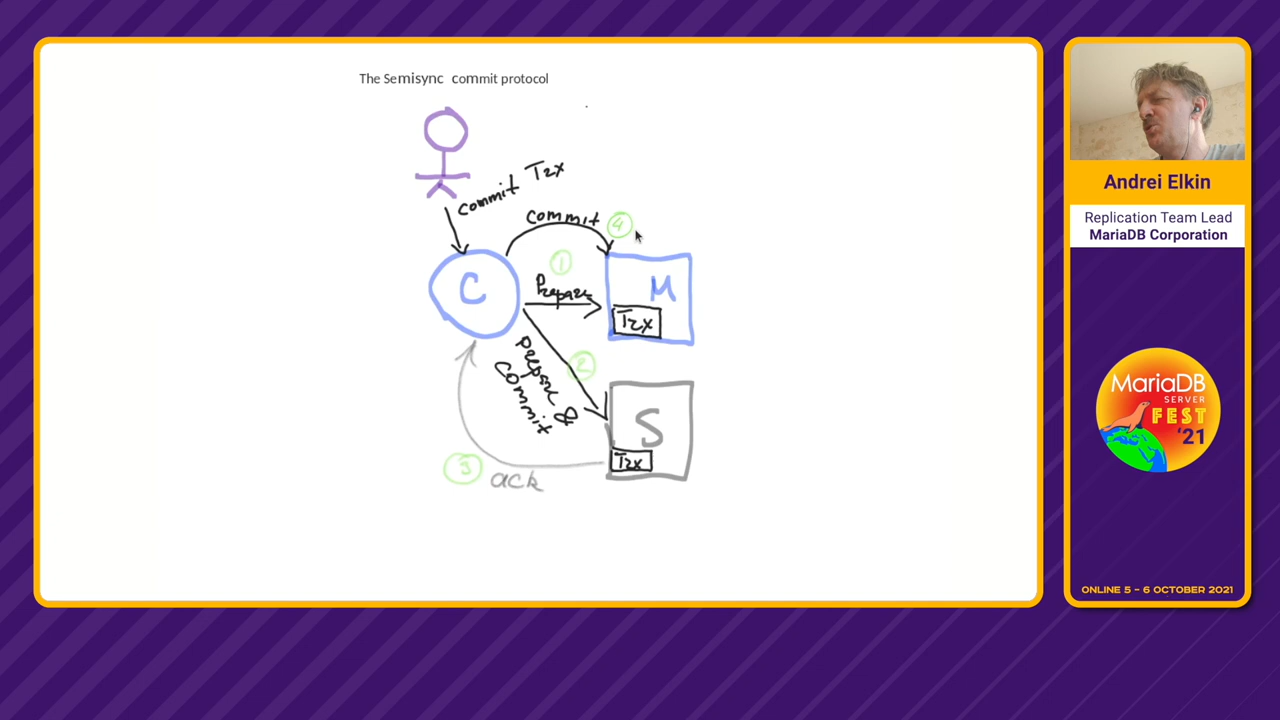 The Semisync commit protocol
commit Trx
commit
4
1
C
Prepare
M
Trx
2
prepare &
commit
S
Trx
3
ack
Andrei Elkin
Replication Team Lead
MariaDB Corporation
MariaDB
SERVER
FEST
'21
ONLINE 5 – 6 OCTOBER 2021